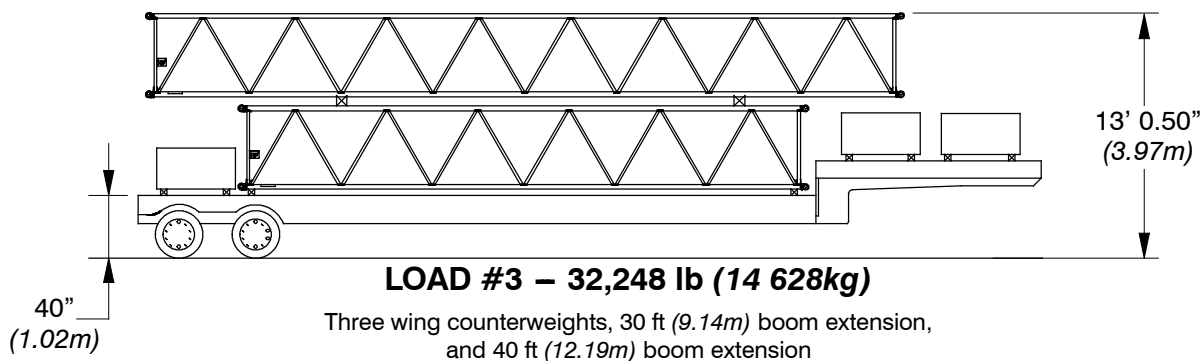 13’ 0.50”
(3.97m)
40”
(1.02m)
LOAD #3 – 32,248 lb (14 628kg)
Three wing counterweights, 30 ft (9.14m) boom extension,
and 40 ft (12.19m) boom extension